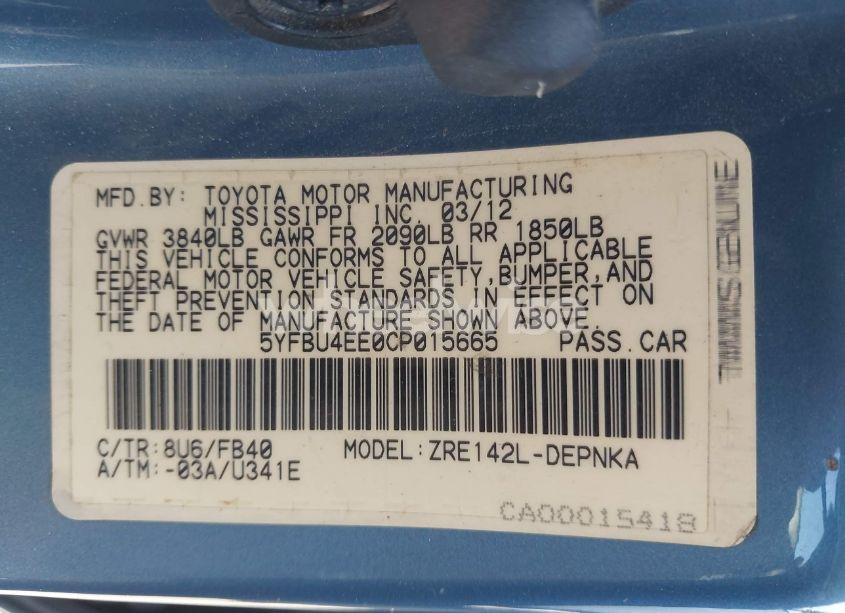 MFD.BY: TOYOTA MOTOR MANUFACTURING
MISSISSIPPI INC. 03/12
GVWR 3840LB GAWR FR 2090LB RR 1850LB
THIS VEHICLE CONFORMS TO ALL APPLICABLE
FEDERAL MOTOR VEHICLE SAFETY,BUMPER,AND
THEFT PREVENTION STANDARDS IN EFFECT ON
THE DATE OF MANUFACTURE SHOWN ABOVE.
5YFBU4EE0CP015665 PASS.CAR
C/TR:8U6/FB40 MODEL:ZRE142L-DEPNKA
A/TM:-03A/U341E
CA00015418